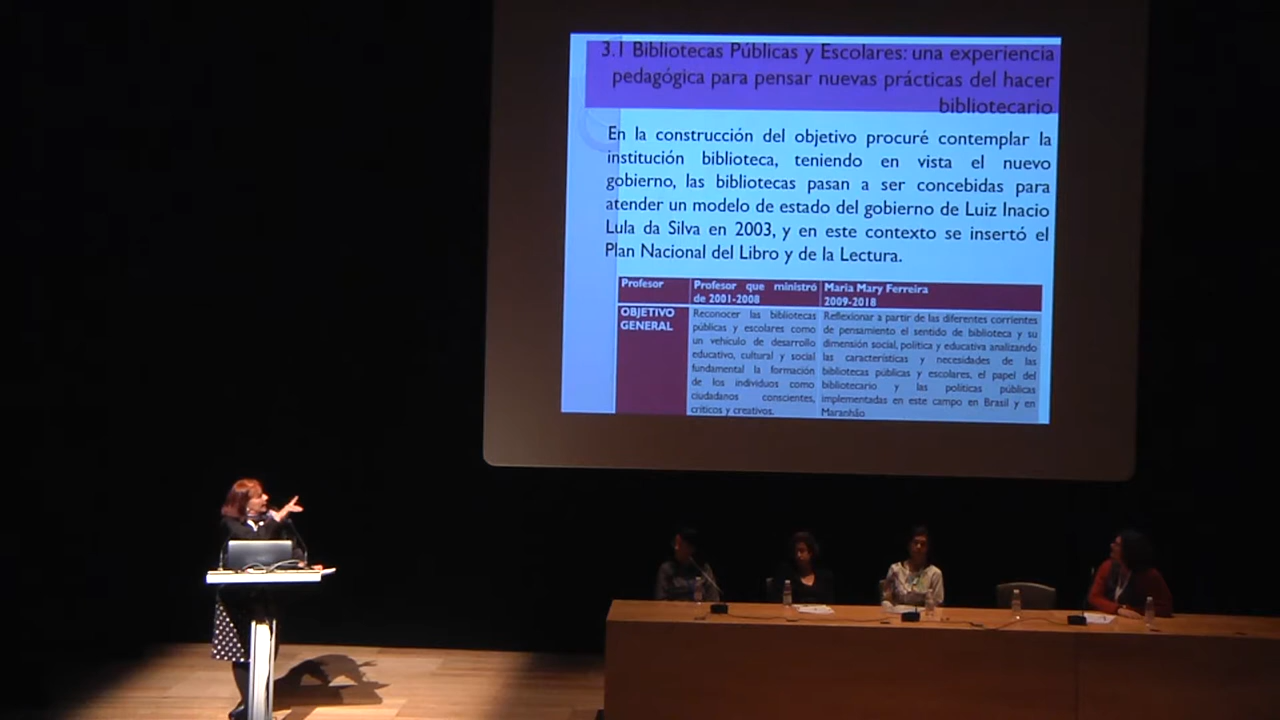 3.1 Bibliotecas Públicas y Escolares: una experiencia
pedagógica para pensar nuevas prácticas del hacer
bibliotecario
En la construcción del objetivo procuré contemplar la
institución biblioteca, teniendo en vista el nuevo
gobierno, las bibliotecas pasan a ser concebidas para
atender un modelo de estado del gobierno de Luiz Inacio
Lula da Silva en 2003, y en este contexto se insertó el
Plan Nacional del Libro y de la Lectura.
Profesor
Profesor que ministró
de 2001-2008
Maria Mary Ferreira
2009-2018
OBJETIVO
GENERAL
Reconocer las bibliotecas
públicas y escolares como
un vehículo de desarrollo
educativo, cultural y social
fundamental la formación
de los individuos como
ciudadanos conscientes,
críticos y creativos.
Reflexionar a partir de las diferentes corrientes
de pensamiento el sentido de biblioteca y su
dimensión social, política y educativa analizando
las características y necesidades de las
bibliotecas públicas y escolares, el papel del
bibliotecario y las políticas públicas
implementadas en este campo en Brasil y en
Maranhão